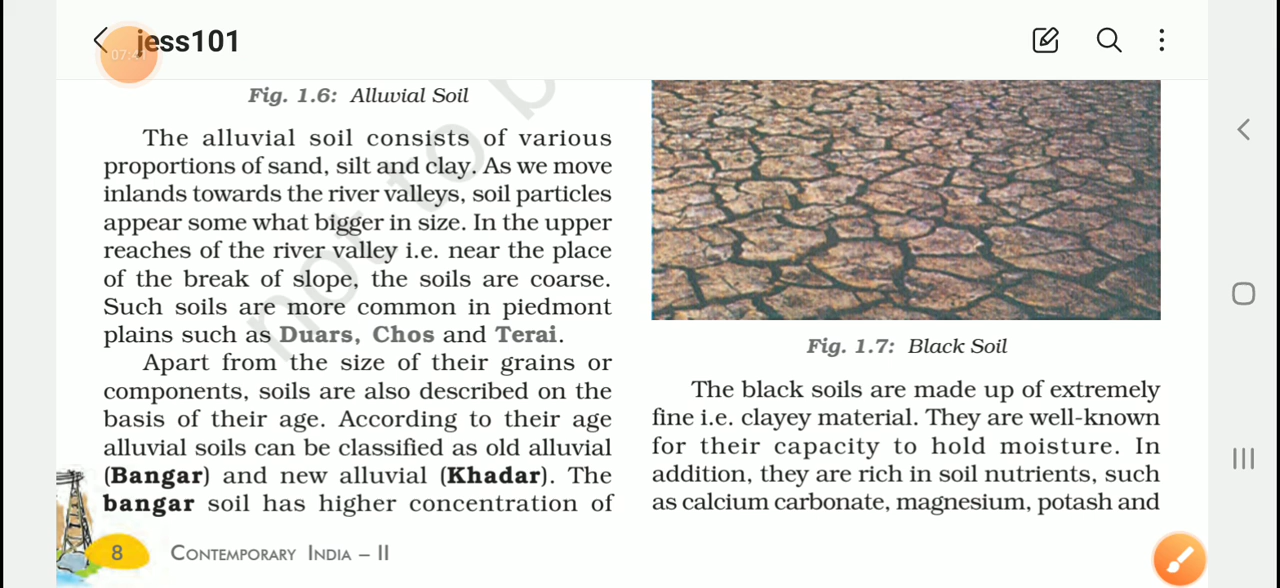 jess101
07:4
Fig. 1.6: Alluvial Soil
The alluvial soil consists of various
proportions of sand, silt and clay. As we move
inlands towards the river valleys, soil particles
appear some what bigger in size. In the upper
reaches of the river valley i.e. near the place
of the break of slope, the soils are coarse.
Such soils are more common in piedmont
plains such as Duars, Chos and Terai.
Apart from the size of their grains or
components, soils are also described on the
basis of their age. According to their age
alluvial soils can be classified as old alluvial
(Bangar) and new alluvial (Khadar). The
bangar soil has higher concentration of
8 CONTEMPORARY INDIA – II
Fig. 1.7: Black Soil
The black soils are made up of extremely
fine i.e. clayey material. They are well-known
for their capacity to hold moisture. In
addition, they are rich in soil nutrients, such
as calcium carbonate, magnesium, potash and
not to b